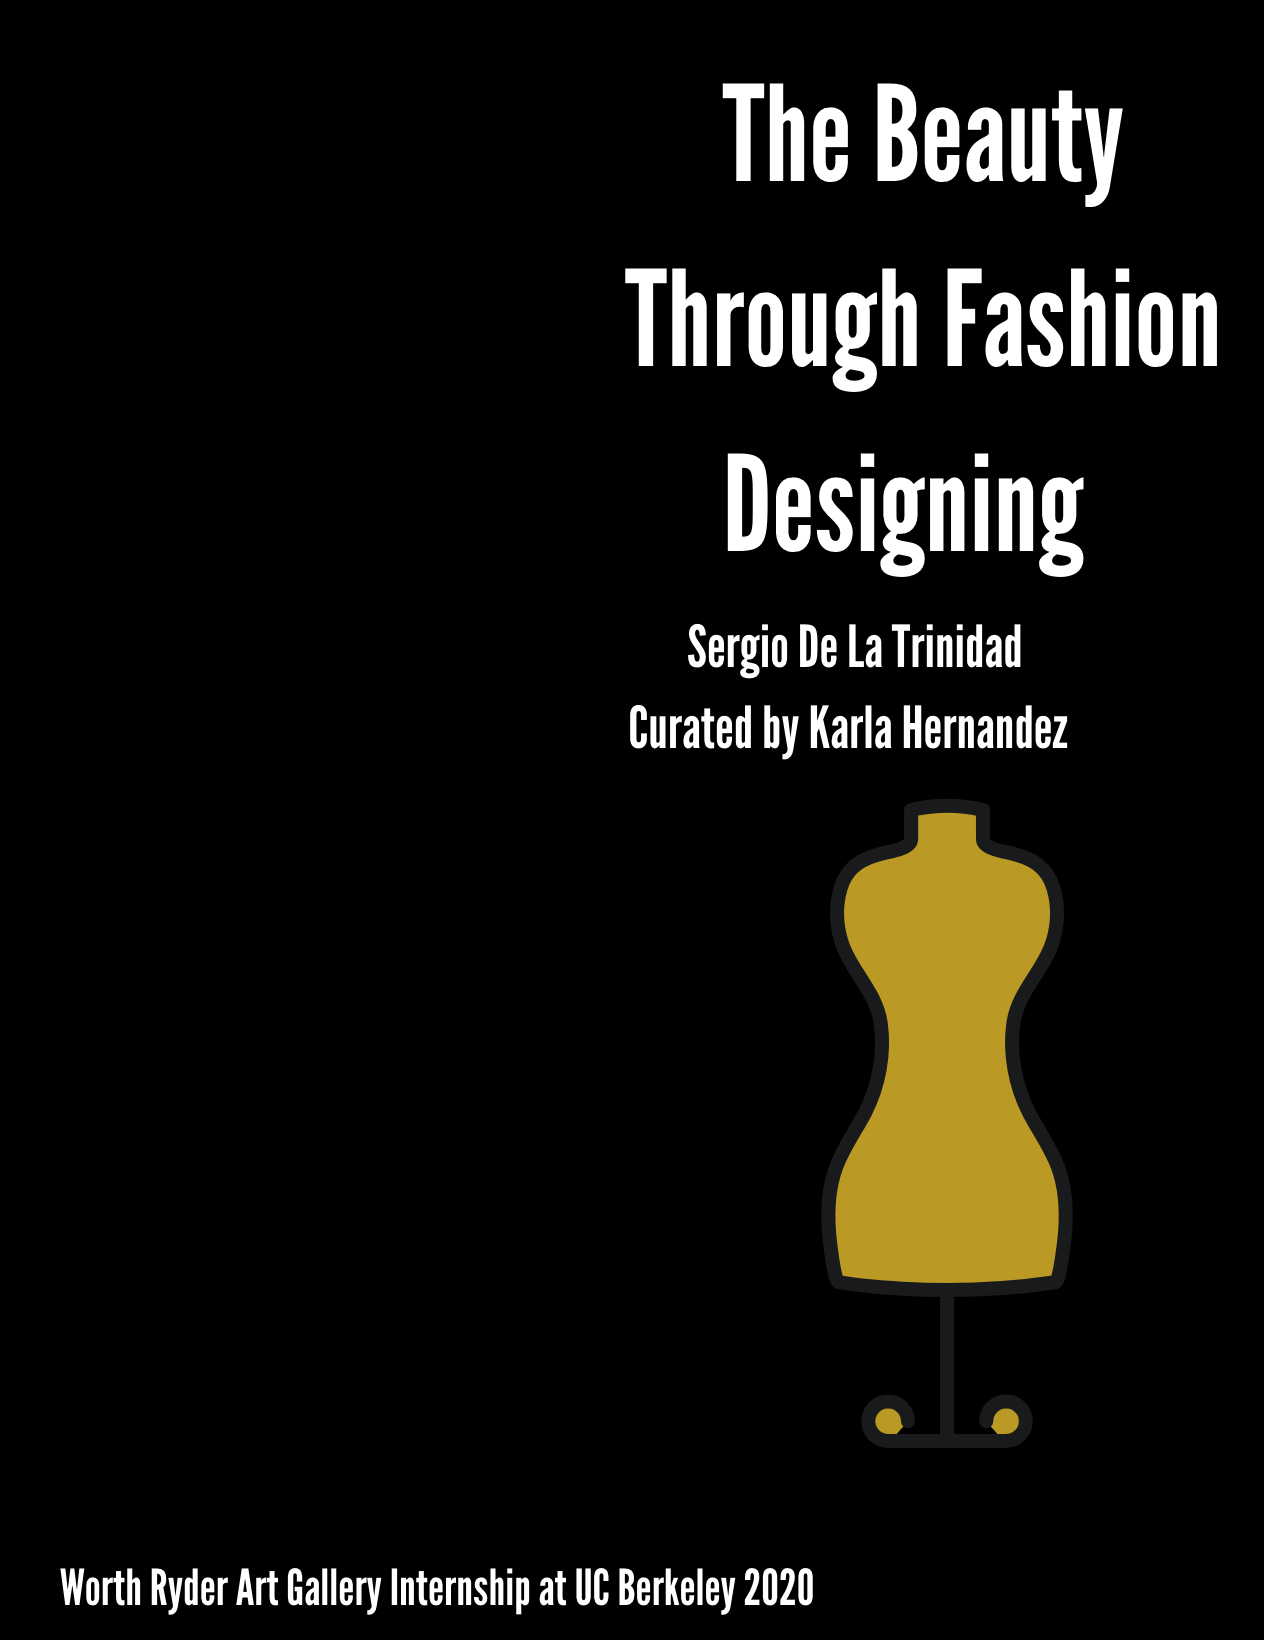 The Beauty
Through Fashion
Designing
Sergio De La Trinidad
Curated by Karla Hernandez
Worth Ryder Art Gallery Internship at UC Berkeley 2020